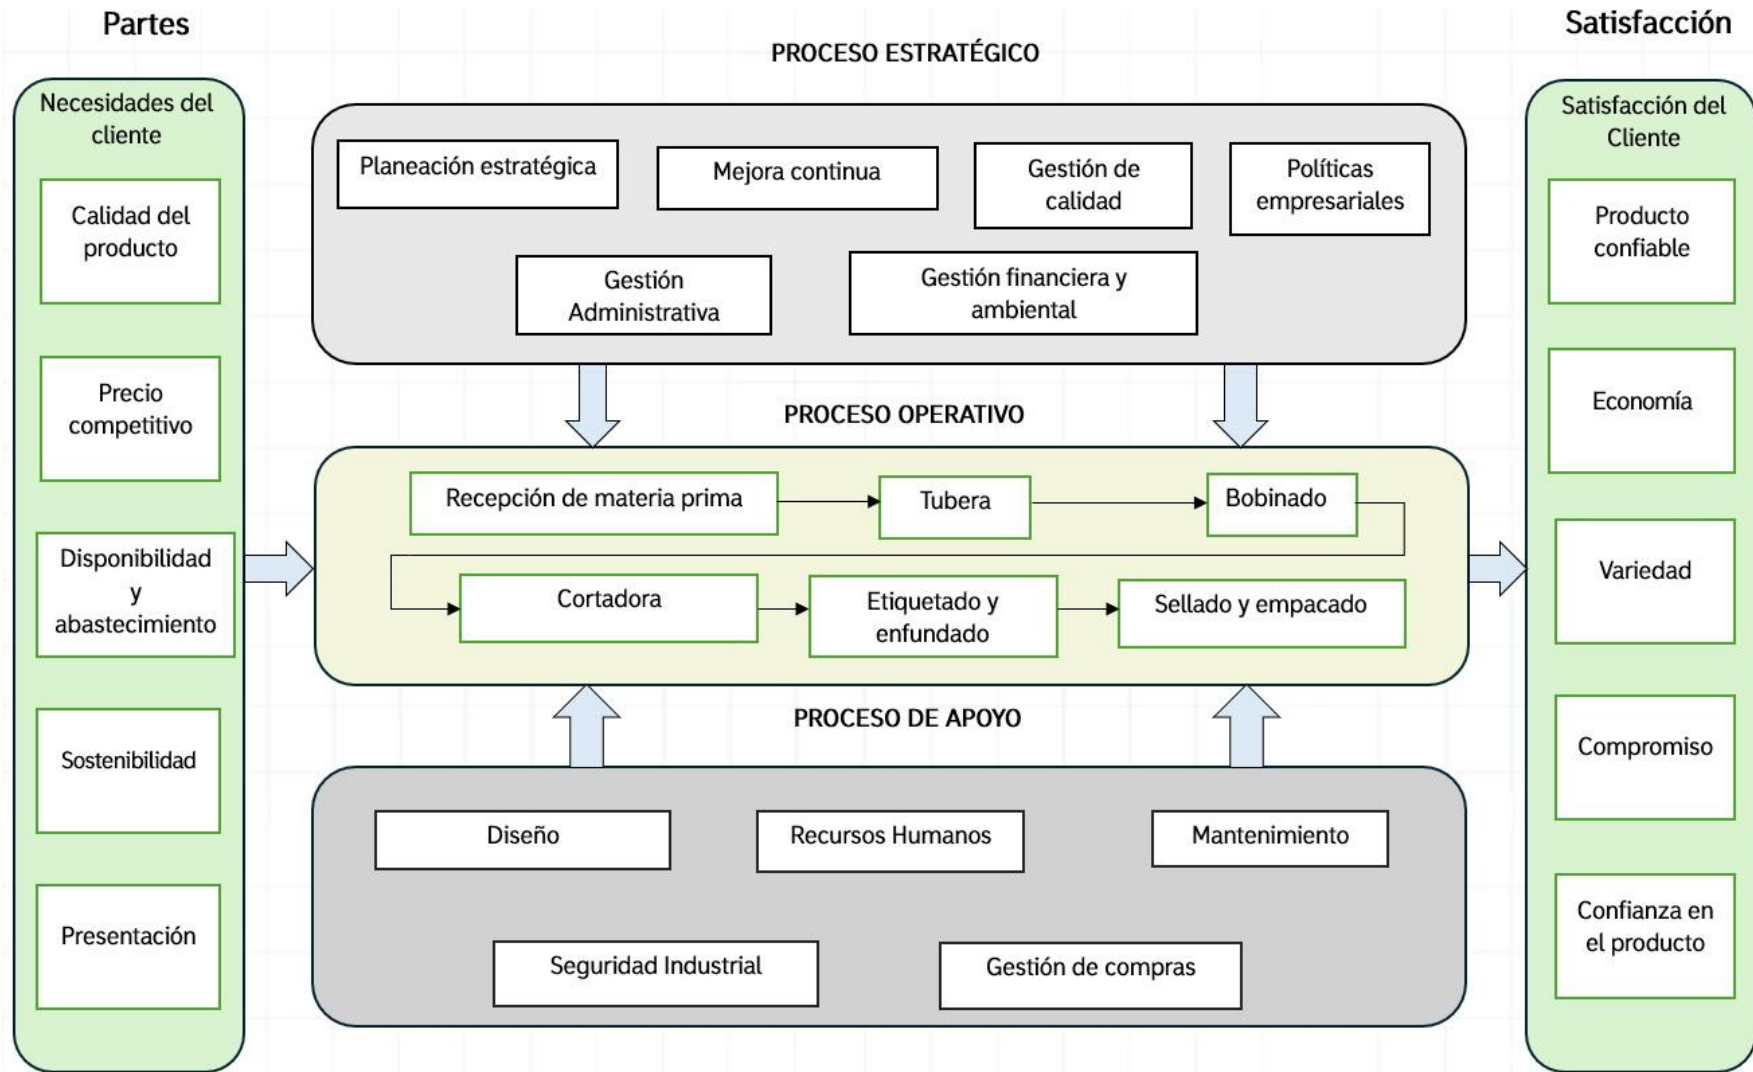 Partes
Satisfacción
Necesidades del
cliente
Calidad del
producto
Precio
competitivo
Disponibilidad
y
abastecimiento
Sostenibilidad
Presentación
PROCESO ESTRATÉGICO
Planeación estratégica
Mejora continua
Gestión de
calidad
Políticas
empresariales
Gestión
Administrativa
Gestión financiera y
ambiental
PROCESO OPERATIVO
Recepción de materia prima
Tubera
Bobinado
Cortadora
Etiquetado y
enfundado
Sellado y empacado
PROCESO DE APOYO
Diseño
Recursos Humanos
Mantenimiento
Seguridad Industrial
Gestión de compras
Satisfacción del
Cliente
Producto
confiable
Economía
Variedad
Compromiso
Confianza en
el producto